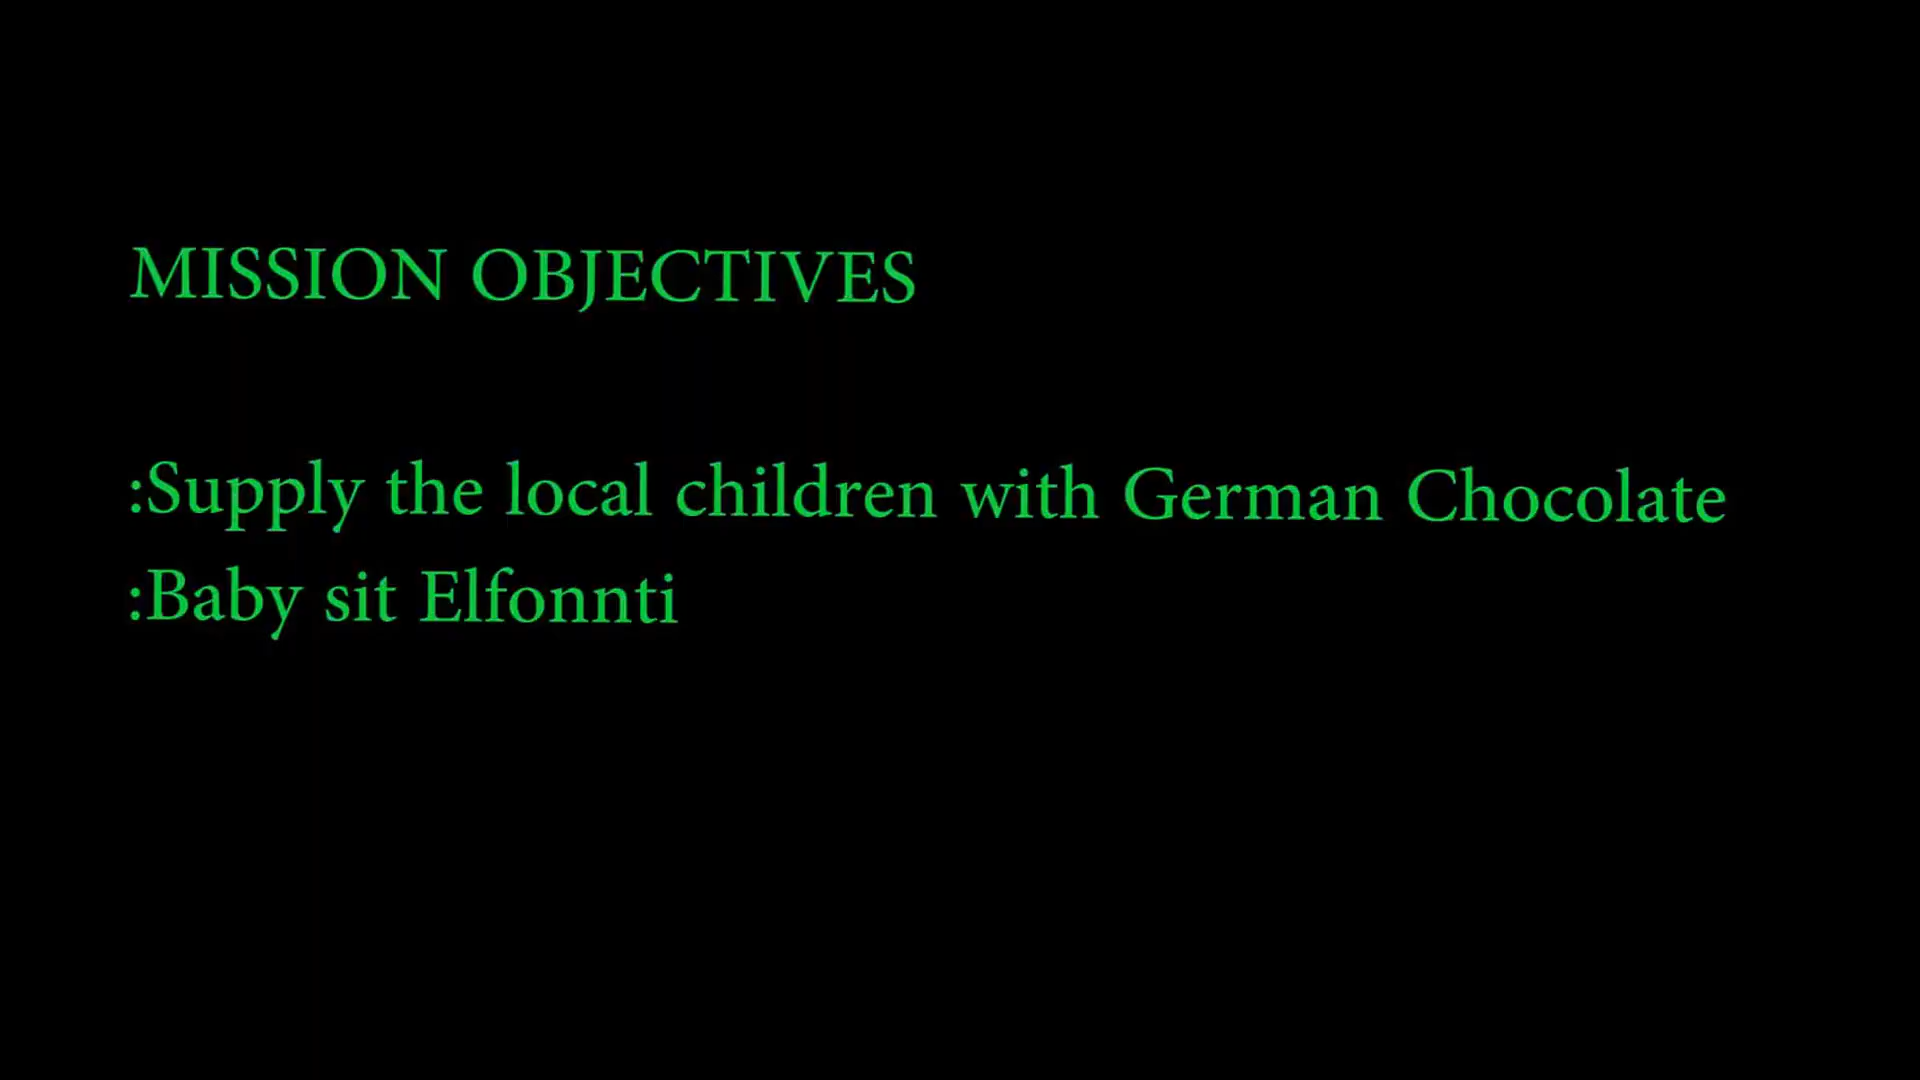 MISSION OBJECTIVES
:Supply the local children with German Chocolate
:Baby sit Elfonnti